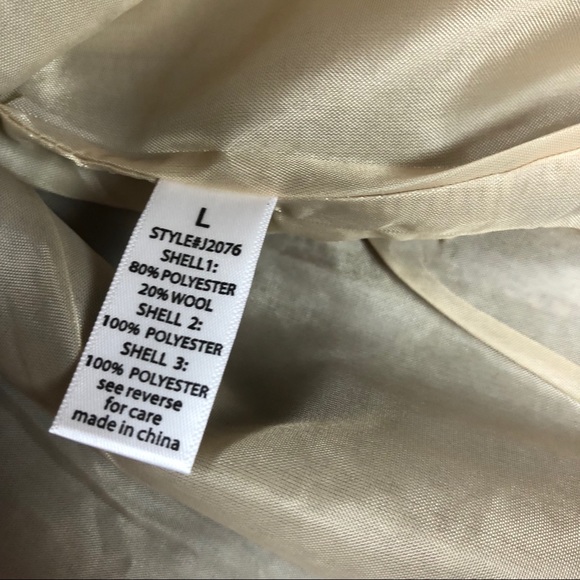 L
STYLE#J2076
SHELL1:
80% POLYESTER
20% WOOL
SHELL 2:
100% POLYESTER
SHELL 3:
100% POLYESTER
see reverse
for care
made in china